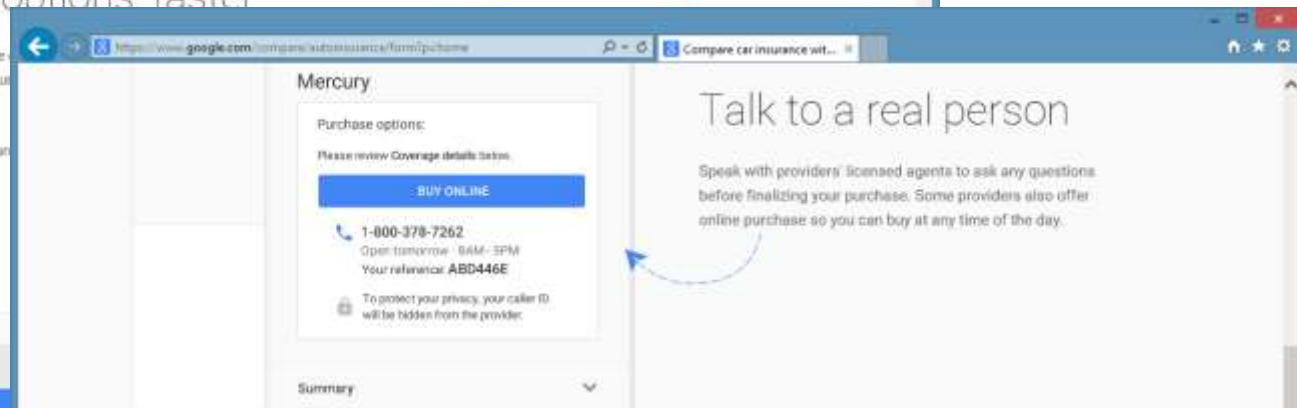 options faster
https://www.google.com/compare/autoinsurance/form?p=home
Compare car insurance wit...
Mercury
Purchase options:
Please review Coverage details below.
BUY ONLINE
1-800-378-7262
Open tomorrow · 8AM - 5PM
Your reference: ABD446E
To protect your privacy, your caller ID
will be hidden from the provider.
Summary
Talk to a real person
Speak with providers' licensed agents to ask any questions
before finalizing your purchase. Some providers also offer
online purchase so you can buy at any time of the day.